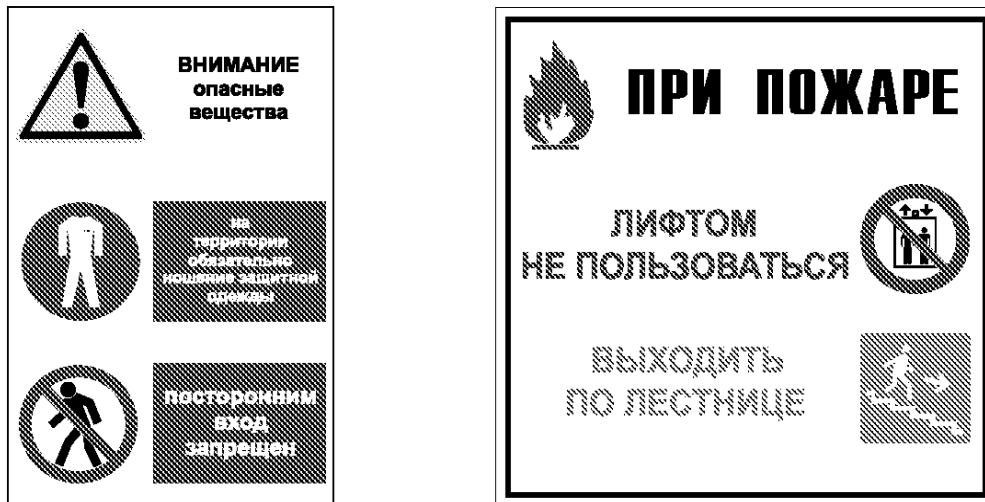 ВНИМАНИЕ
опасные
вещества
на
территории
обязательно
ношение защитной
одежды
посторонним
вход
запрещен
ПРИ ПОЖАРЕ
ЛИФТОМ
НЕ ПОЛЬЗОВАТЬСЯ
ВЫХОДИТЬ
ПО ЛЕСТНИЦЕ